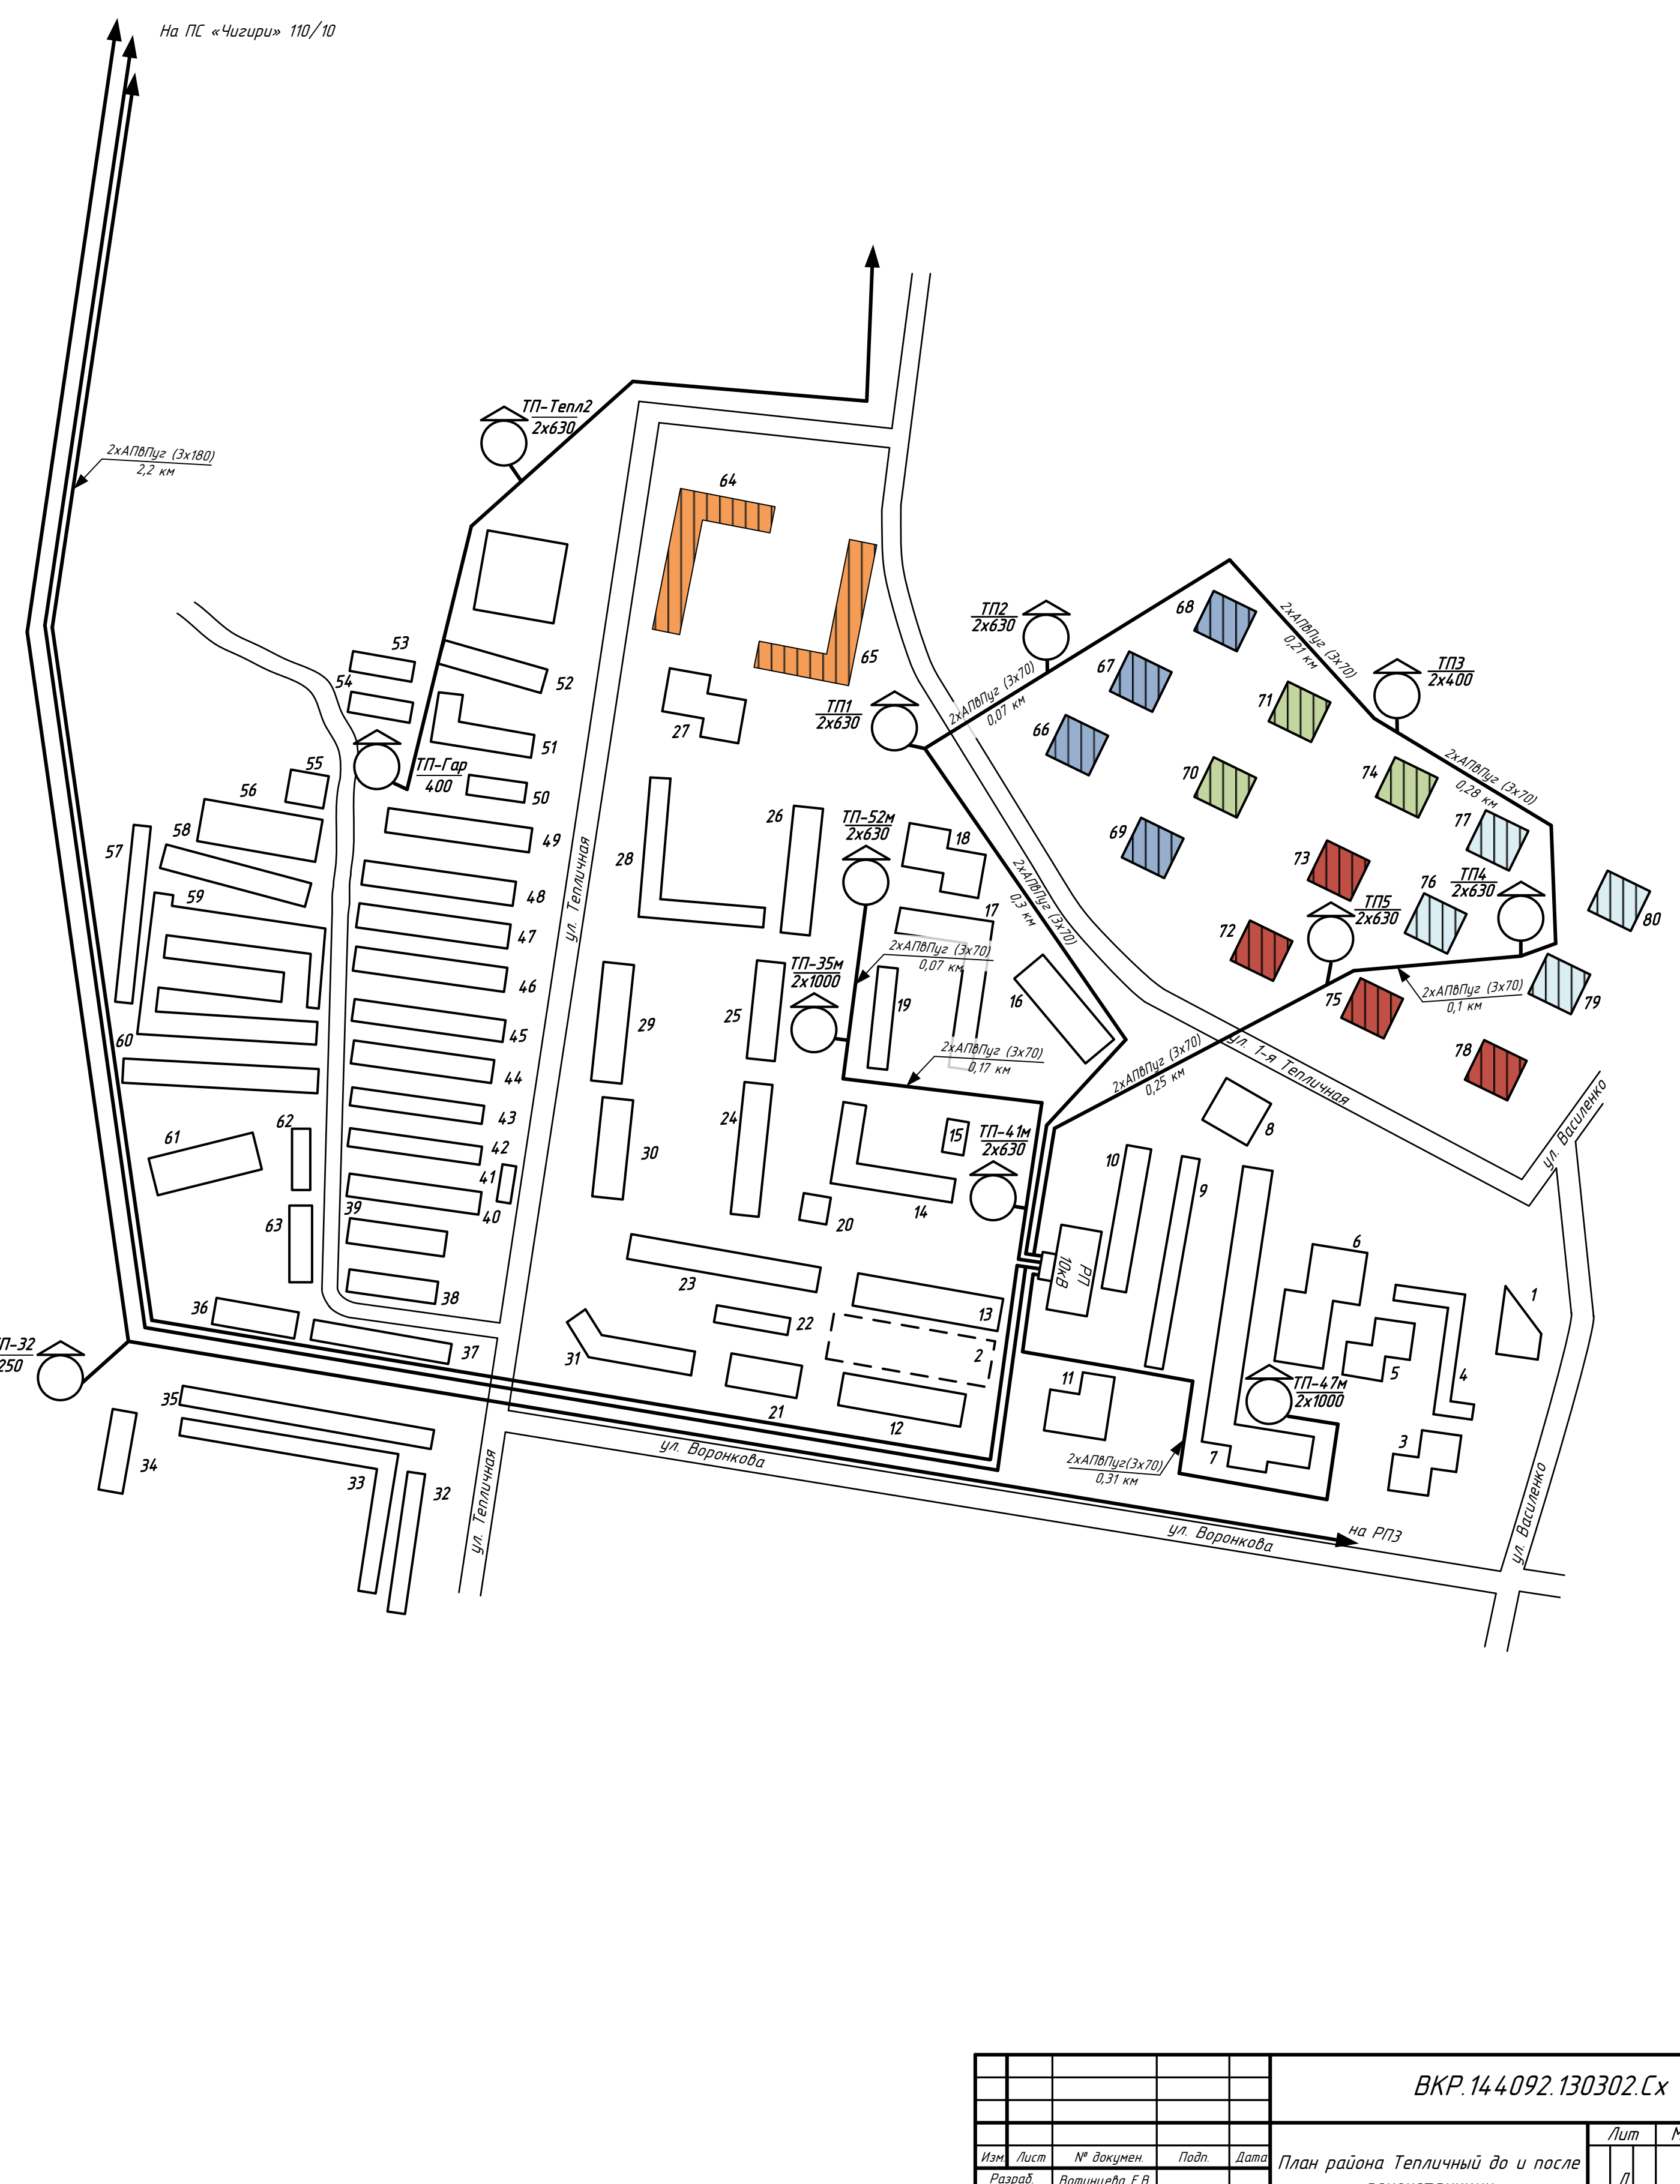 На ПС «Чигири» 110/10
ТП-Тепл2
2х630
2хАПвПуг (3х180)
2,2 км
64
ТП2
2х630
68
2хАПвПуг (3х70)
0,21 км
53
54
52
65
67
2хАПвПуг (3х70)
0,07 км
ТП3
2х400
ТП1
2х630
71
66
27
51
55
ТП-Гар
400
50
56
70
74
2хАПвПуг (3х70)
0,28 км
26
ТП-52м
2х630
77
57
58
49
28
ул. Тепличная
18
69
73
2хАПвПуг (3х70)
0,3 км
ТП4
2х630
76
59
48
17
ТП5
2х630
80
47
72
2хАПвПуг (3х70)
0,07 км
ТП-35м
2х1000
46
19
16
75
2хАПвПуг (3х70)
0,1 км
79
29
25
60
45
2хАПвПуг (3х70)
0,17 км
2хАПвПуг (3х70)
0,25 км
ул. 1-я Тепличная
78
44
43
24
62
61
42
15
ТП-41м
2х630
8
ул. Василенко
30
10
41
9
39
40
14
63
20
6
РП
10кВ
23
38
36
13
1
22
37
31
2
ТП-32
250
11
5
4
ТП-47м
2х1000
35
21
12
3
ул. Воронкова
7
34
2хАПвПуг(3х70)
0,31 км
33
32
ул. Тепличная
ул. Василенко
на РП3
ул. Воронкова
ВКР.144092.130302.Сх
Лит
Изм.
Лист
№ докумен.
Подп.
Дата
План района Тепличный до и после
Разраб.